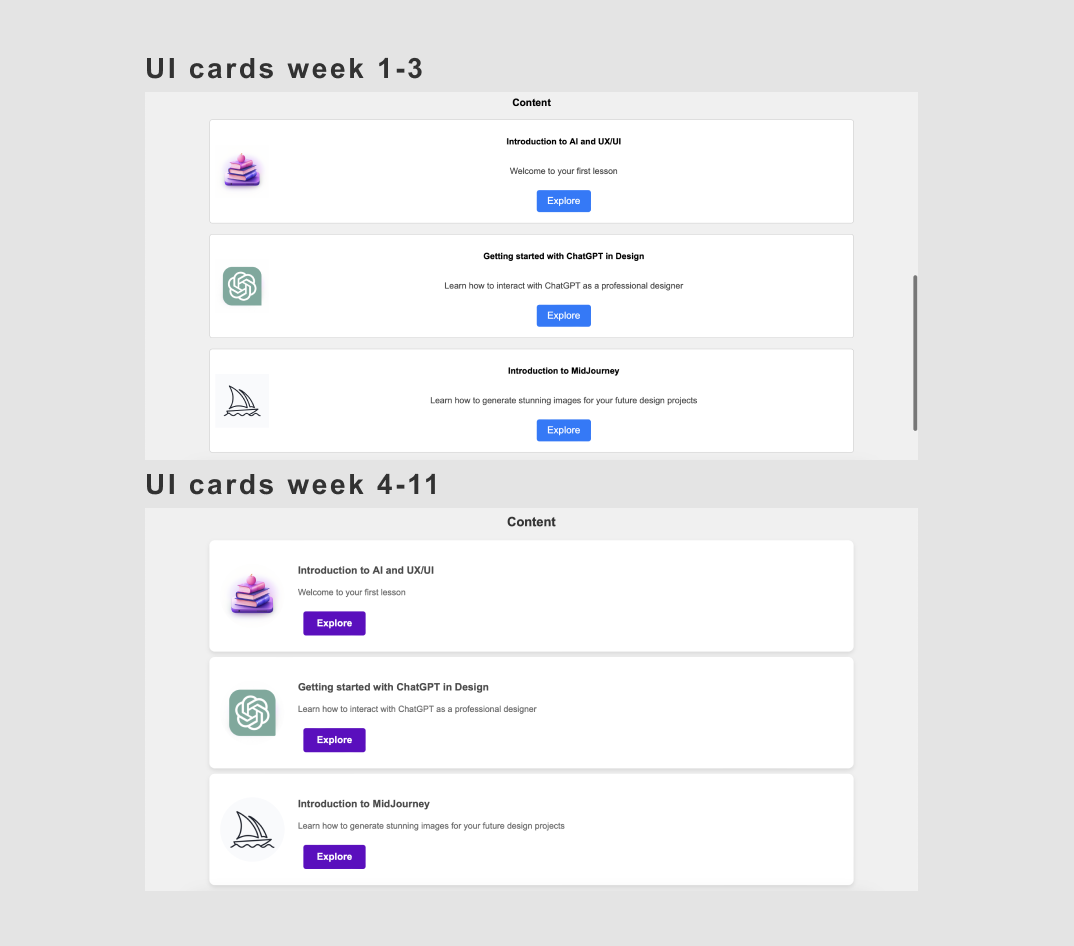 UI cards week 1-3
Content
Introduction to AI and UX/UI
Welcome to your first lesson
Explore
Getting started with ChatGPT in Design
Learn how to interact with ChatGPT as a professional designer
Explore
Introduction to MidJourney
Learn how to generate stunning images for your future design projects
Explore
UI cards week 4-11
Content
Introduction to AI and UX/UI
Welcome to your first lesson
Explore
Getting started with ChatGPT in Design
Learn how to interact with ChatGPT as a professional designer
Explore
Introduction to MidJourney
Learn how to generate stunning images for your future design projects
Explore